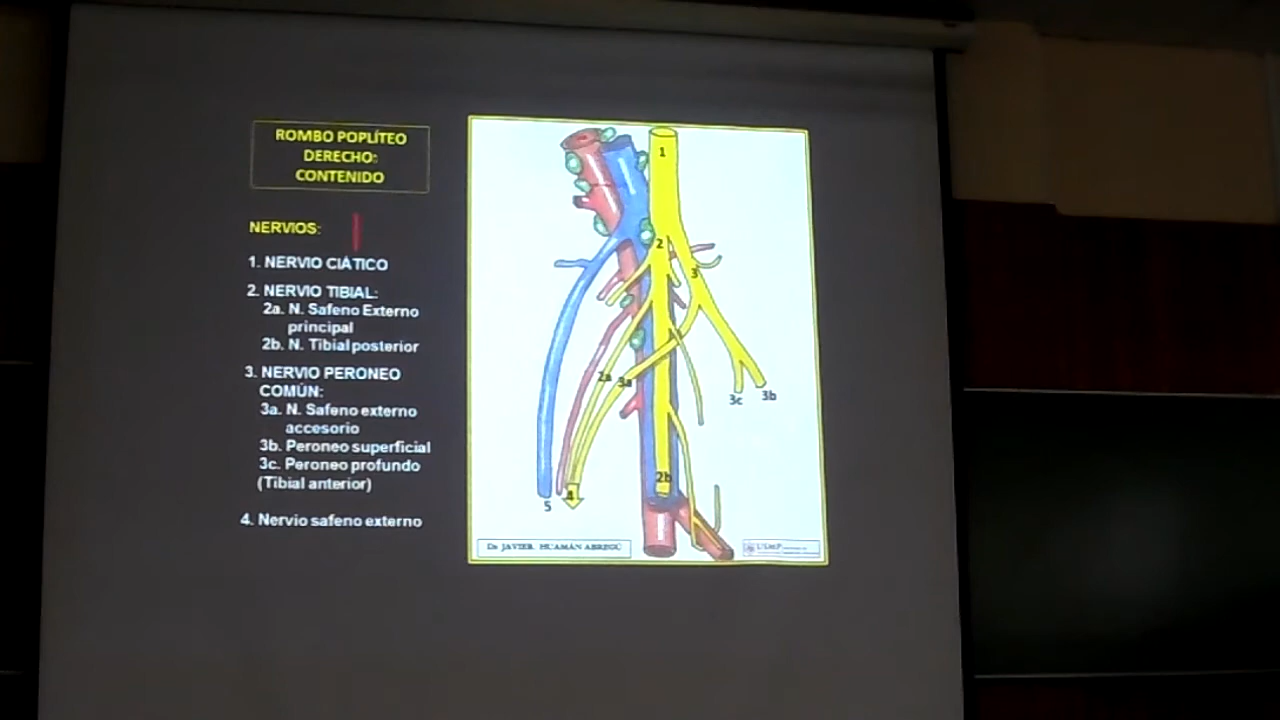 ROMBO POPLÍTEO
DERECHO:
CONTENIDO
NERVIOS:
1. NERVIO CIÁTICO
2. NERVIO TIBIAL:
2a. N. Safeno Externo
principal
2b. N. Tibial posterior
3. NERVIO PERONEO
COMÚN:
3a. N. Safeno externo
accesorio
3b. Peroneo superficial
3c. Peroneo profundo
(Tibial anterior)
4. Nervio safeno externo
1
2
3
2a
3a
3c
3b
2b
4
5
Dr JAVIER HUAMÁN ABREGÚ
USMP